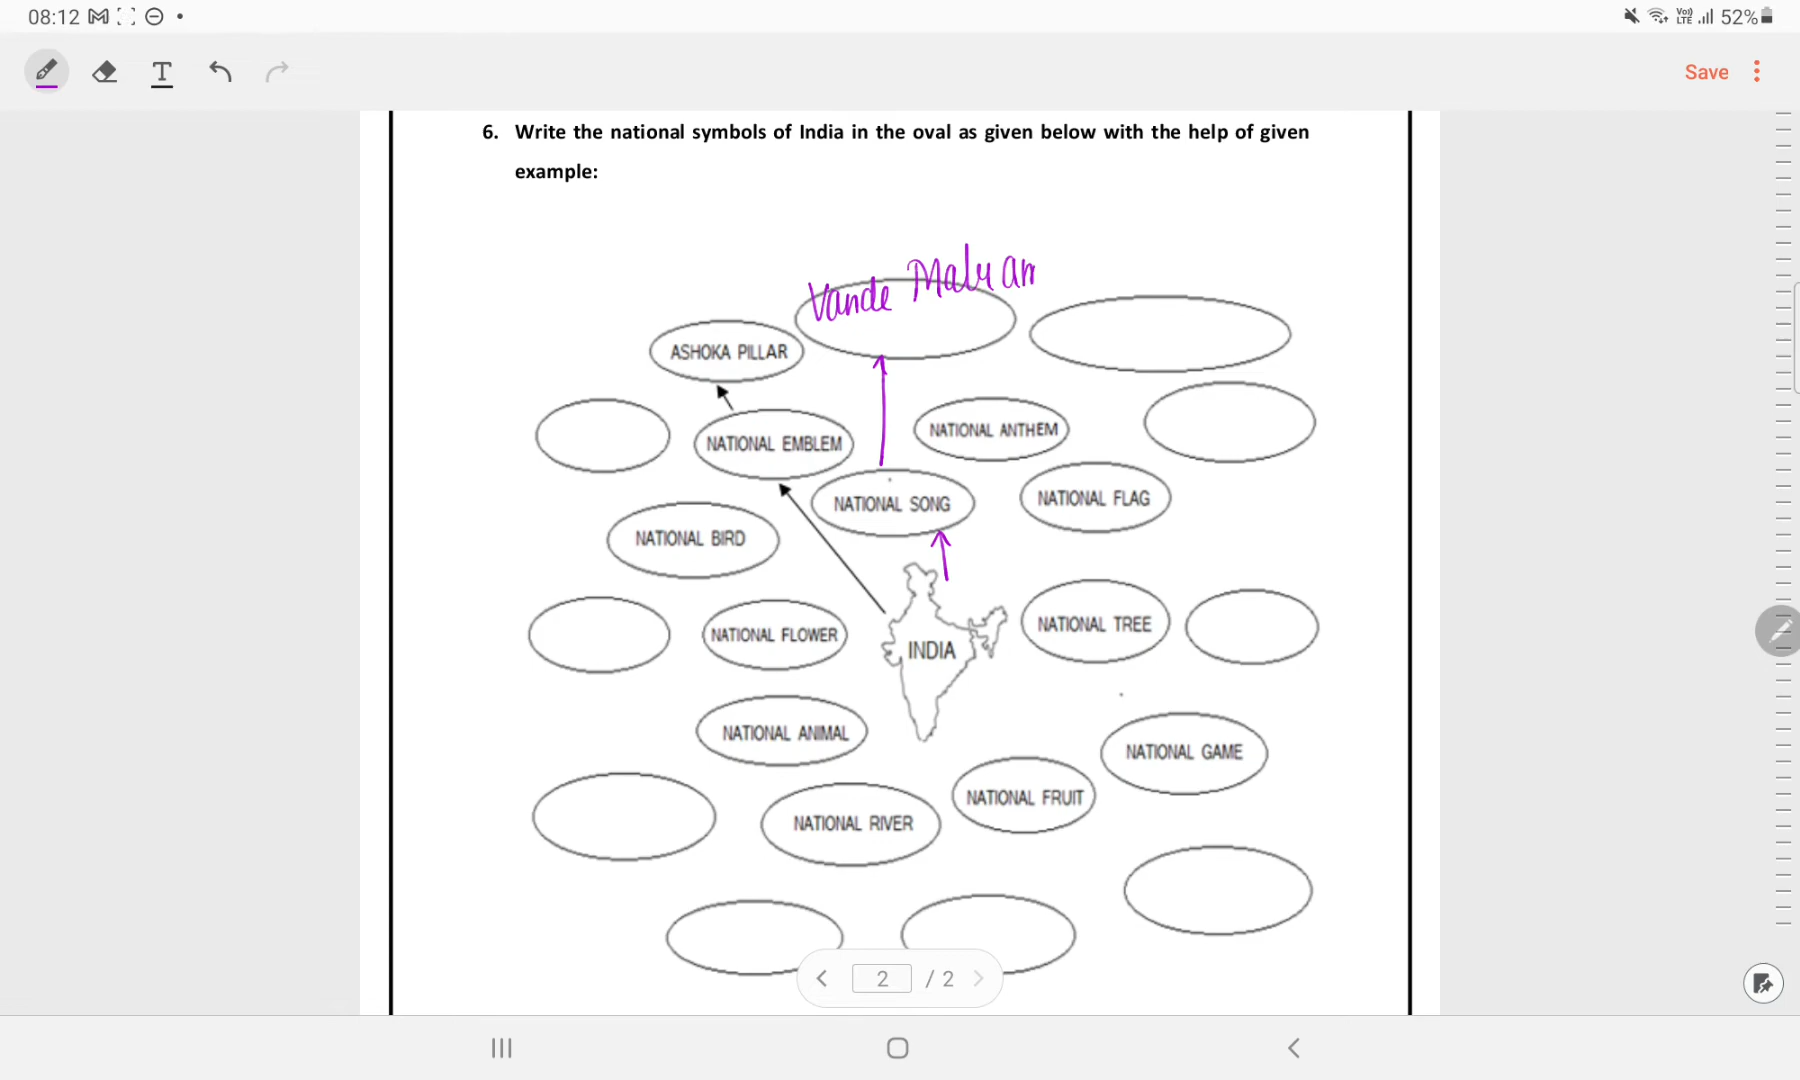 08:12
Vo))
LTE
52%
T
Save
6. Write the national symbols of India in the oval as given below with the help of given
example:
Vande
ASHOKA PILLAR
NATIONAL EMBLEM
NATIONAL ANTHEM
NATIONAL SONG
NATIONAL FLAG
NATIONAL BIRD
NATIONAL FLOWER
INDIA
NATIONAL TREE
NATIONAL ANIMAL
NATIONAL GAME
NATIONAL FRUIT
NATIONAL RIVER
2 / 2